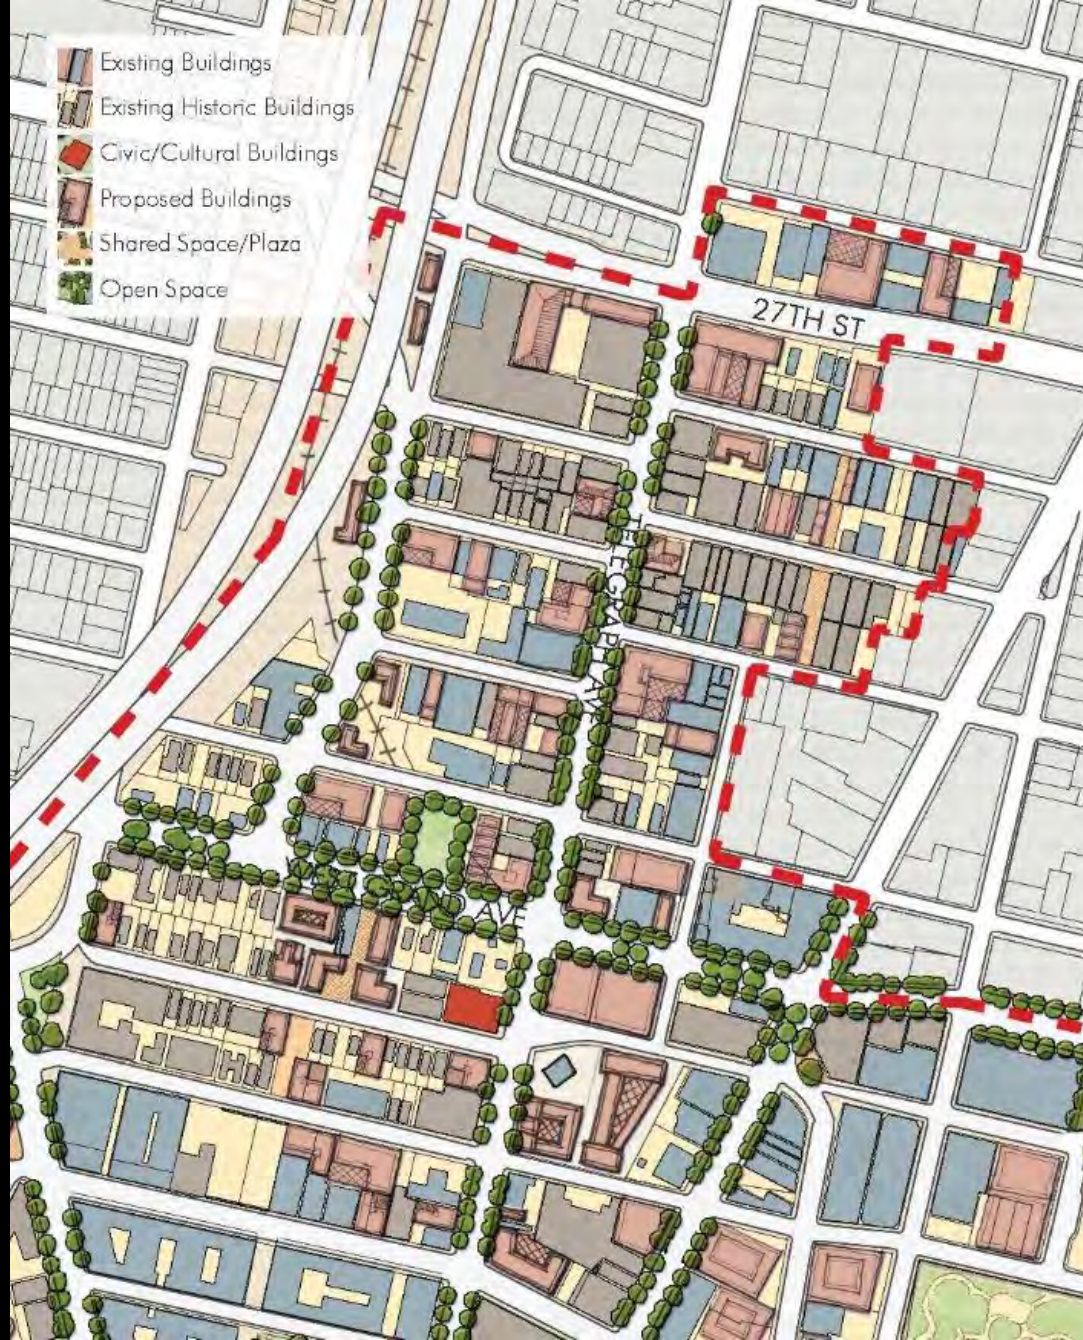 Existing Buildings
Existing Historic Buildings
Civic/Cultural Buildings
Proposed Buildings
Shared Space/Plaza
Open Space
27TH ST
TELEGRAPH AV
AVE